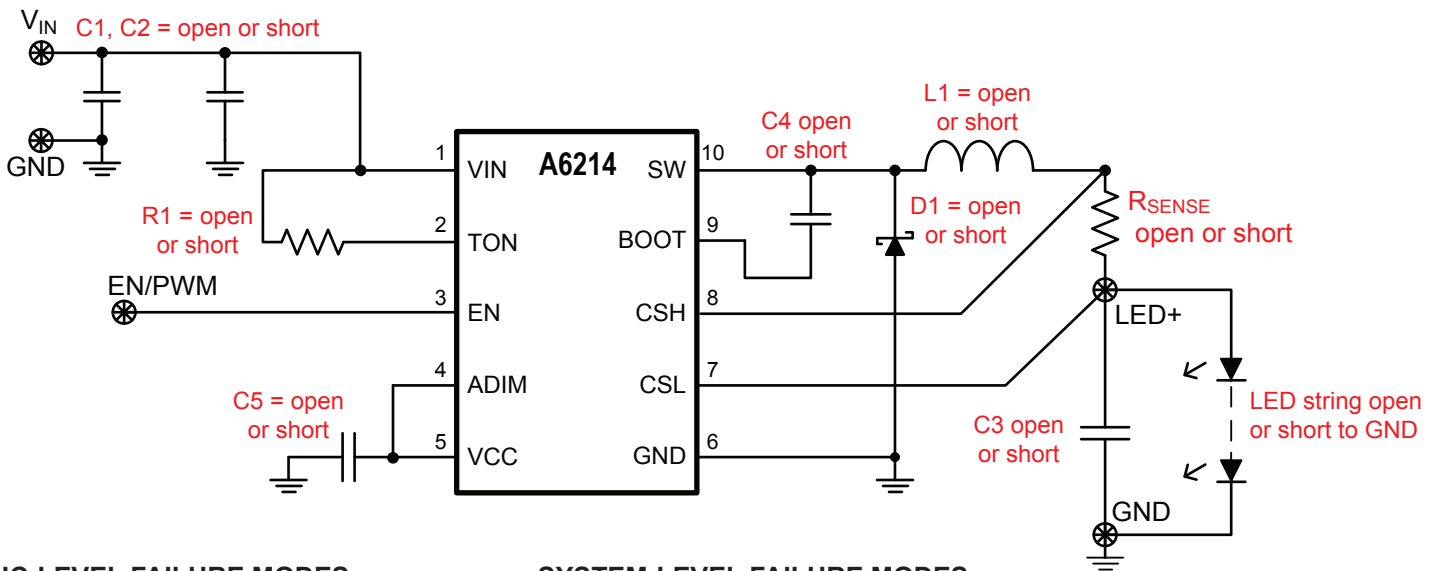 VIN
C1, C2 = open or short
GND
R1 = open
or short
EN/PWM
C5 = open
or short
A6214
1 VIN
2 TON
3 EN
4 ADIM
5 VCC
SW 10
BOOT 9
CSH 8
CSL 7
GND 6
C4 open
or short
L1 = open
or short
D1 = open
or short
RSENSE
open or short
LED+
C3 open
or short
LED string open
or short to GND
GND